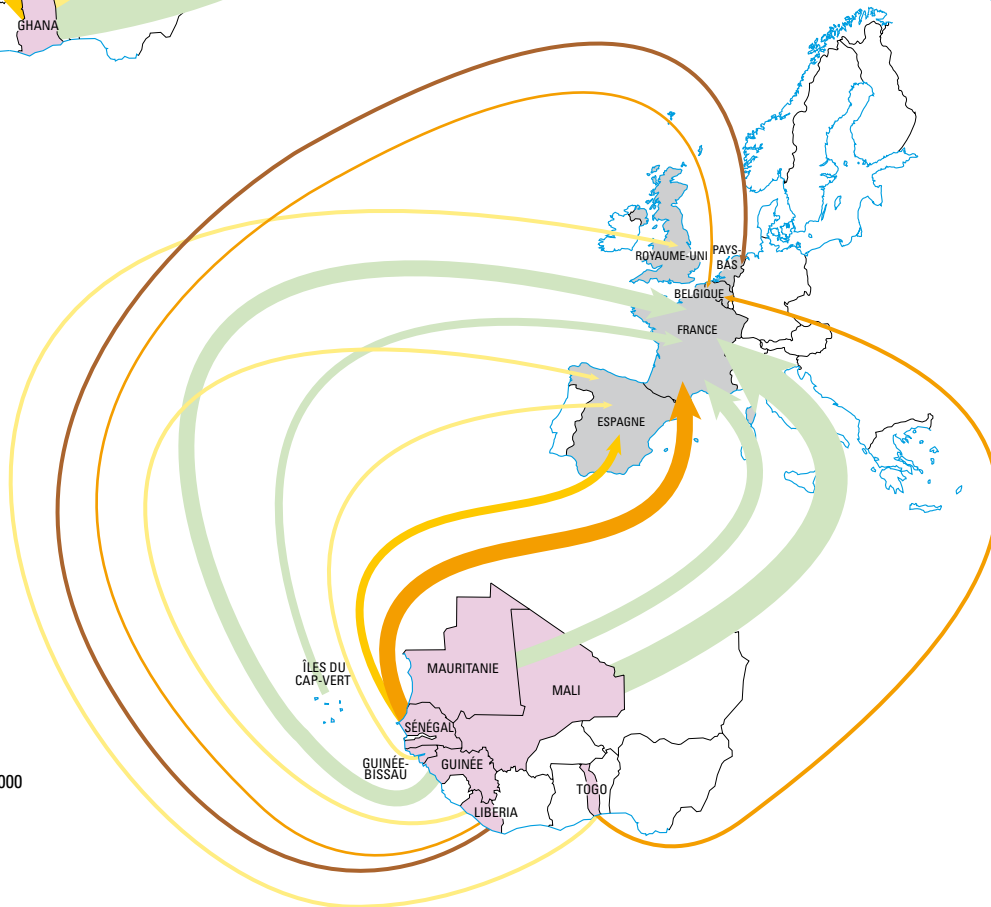 GHANA
ROYAUME-UNI
PAYS-
BAS
BELGIQUE
FRANCE
ESPAGNE
ÎLES DU
CAP-VERT
MAURITANIE
MALI
SÉNÉGAL
GUINÉE-
BISSAU
GUINÉE
TOGO
LIBERIA
000